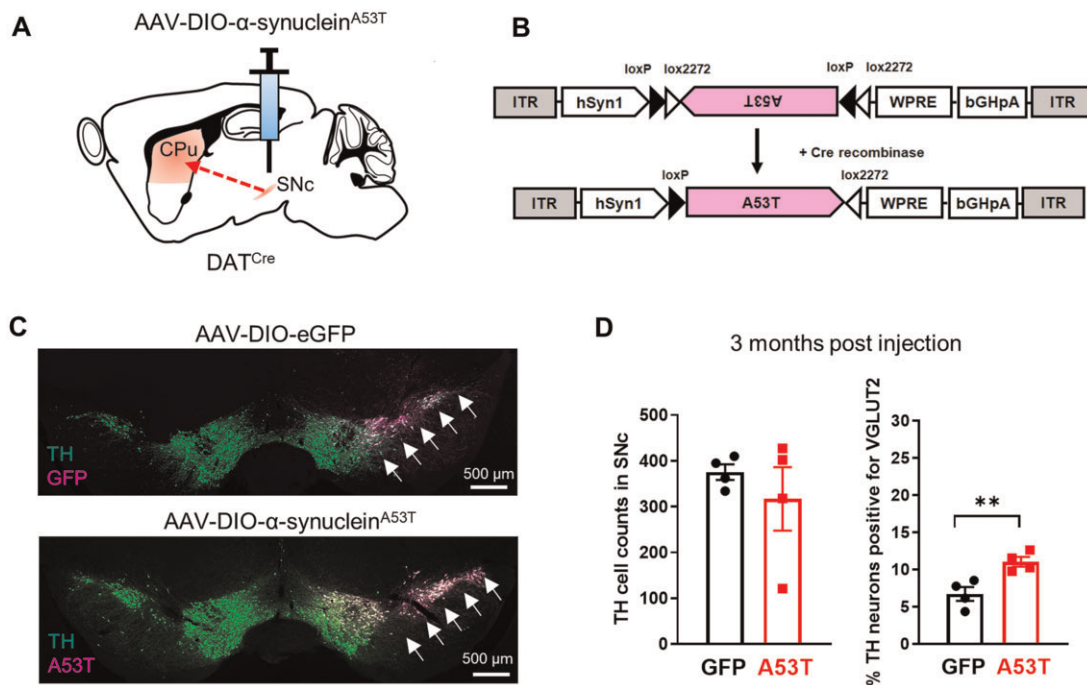 A
AAV-DIO-α-synucleinA53T
CPu
SNc
DATCre
B
loxP lox2272 loxP lox2272
ITR hSyn1 A53T WPRE bGHpA ITR
+ Cre recombinase
loxP lox2272
ITR hSyn1 A53T WPRE bGHpA ITR
C
AAV-DIO-eGFP
TH
GFP
500 µm
AAV-DIO-α-synucleinA53T
TH
A53T
500 µm
D
3 months post injection
TH cell counts in SNc
500
400
300
200
100
0
GFP A53T
% TH neurons positive for VGLUT2
30
25
20
15
10
5
0
**
GFP A53T